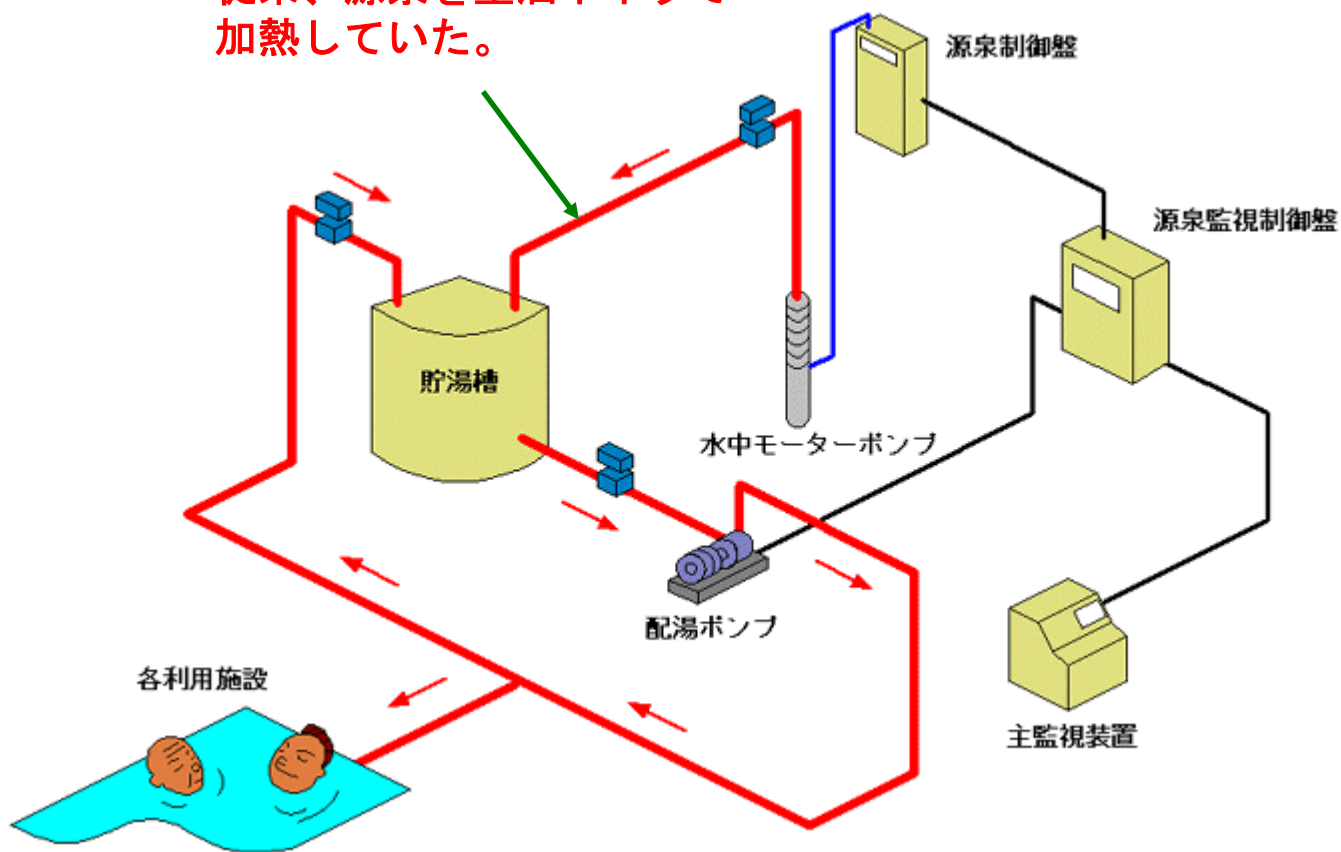 加熱していた。
源泉制御盤
源泉監視制御盤
貯湯槽
水中モーターポンプ
配湯ポンプ
各利用施設
主監視装置